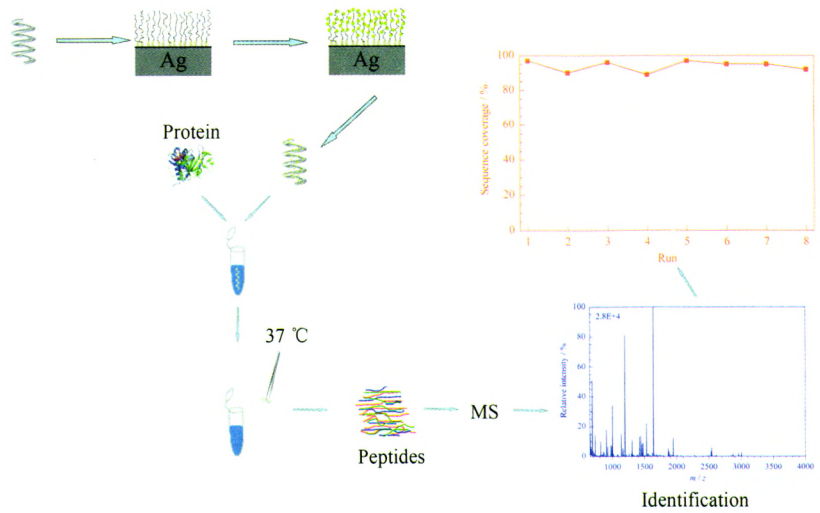 Ag
Ag
Protein
37 ℃
Peptides
MS
Sequence coverage / %
100
80
60
40
20
0
1 2 3 4 5 6 7 8
Run
2.8E+4
Relative intensity / %
100
80
60
40
20
0
1000 1500 2000 2500 3000 3500 4000
m / z
Identification